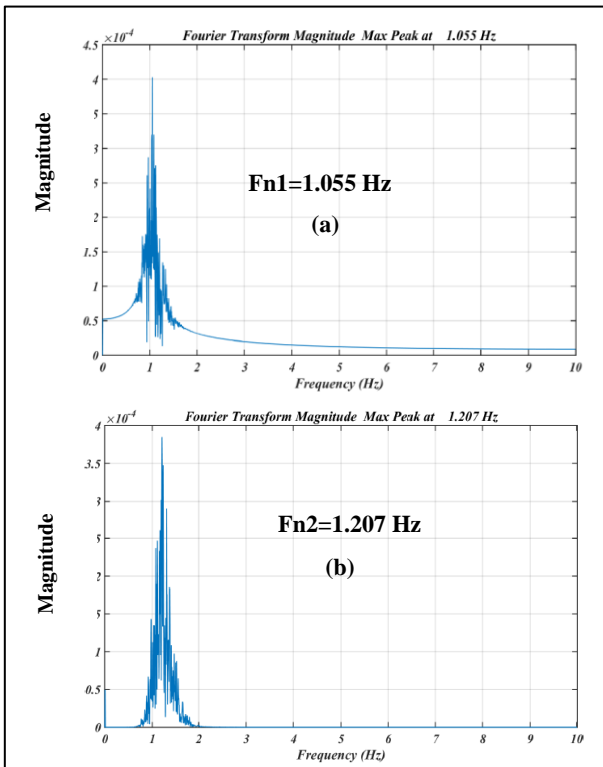 Fourier Transform Magnitude Max Peak at 1.055 Hz
×10⁻⁴
4.5
4
3.5
3
5
2
1.5
1
0.5
0
Magnitude
Fn1=1.055 Hz
(a)
0 1 2 3 4 5 6 7 8 9 10
Frequency (Hz)
Fourier Transform Magnitude Max Peak at 1.207 Hz
×10⁻⁴
4
3.5
3
5
2
5
1
0.5
0
Magnitude
Fn2=1.207 Hz
(b)
0 1 2 3 4 5 6 7 8 9 10
Frequency (Hz)